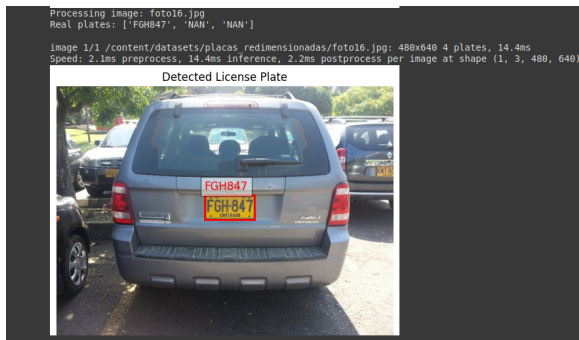 Processing image: foto16.jpg
Real plates: ['FGH847', 'NAN', 'NAN']
image 1/1 /content/datasets/placas_redimensionadas/foto16.jpg: 480x640 4 plates, 14.4ms
Speed: 2.1ms preprocess, 14.4ms inference, 2.2ms postprocess per image at shape (1, 3, 480, 640)
Detected License Plate
FGH847
FGH·847